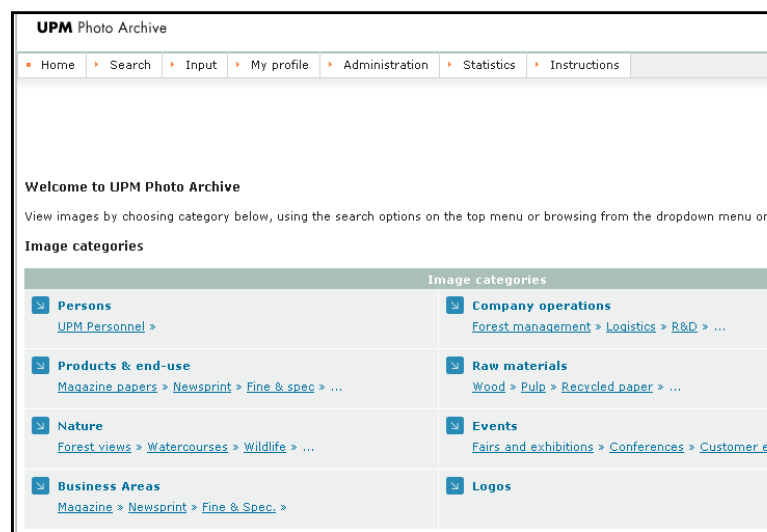 UPM Photo Archive
Home Search Input My profile Administration Statistics Instructions
Welcome to UPM Photo Archive
View images by choosing category below, using the search options on the top menu or browsing from the dropdown menu or
Image categories
Image categories
Persons
UPM Personnel »
Company operations
Forest management » Logistics » R&D » ...
Products & end-use
Magazine papers » Newsprint » Fine & spec » ...
Raw materials
Wood » Pulp » Recycled paper » ...
Nature
Forest views » Watercourses » Wildlife » ...
Events
Fairs and exhibitions » Conferences » Customer e
Business Areas
Magazine » Newsprint » Fine & Spec. »
Logos